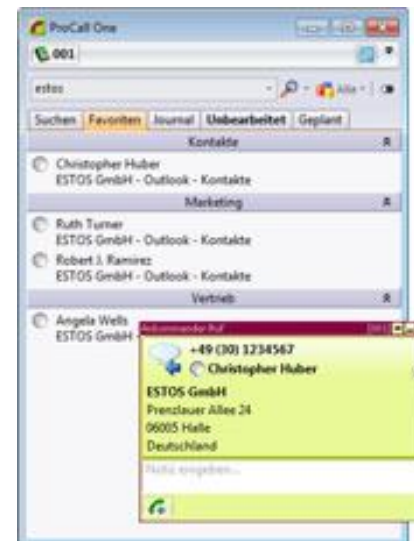 ProCall One
001
estos
Alle
Suchen Favoriten Journal Unbearbeitet Geplant
Kontakte
Christopher Huber
ESTOS GmbH - Outlook - Kontakte
Marketing
Ruth Turner
ESTOS GmbH - Outlook - Kontakte
Robert J. Ramirez
ESTOS GmbH - Outlook - Kontakte
Vertrieb
Angela Wells
ESTOS GmbH -
Ankommender Ruf
+49 (30) 1234567
Christopher Huber
ESTOS GmbH
Prenzlauer Allee 24
06005 Halle
Deutschland
Notiz eingeben...